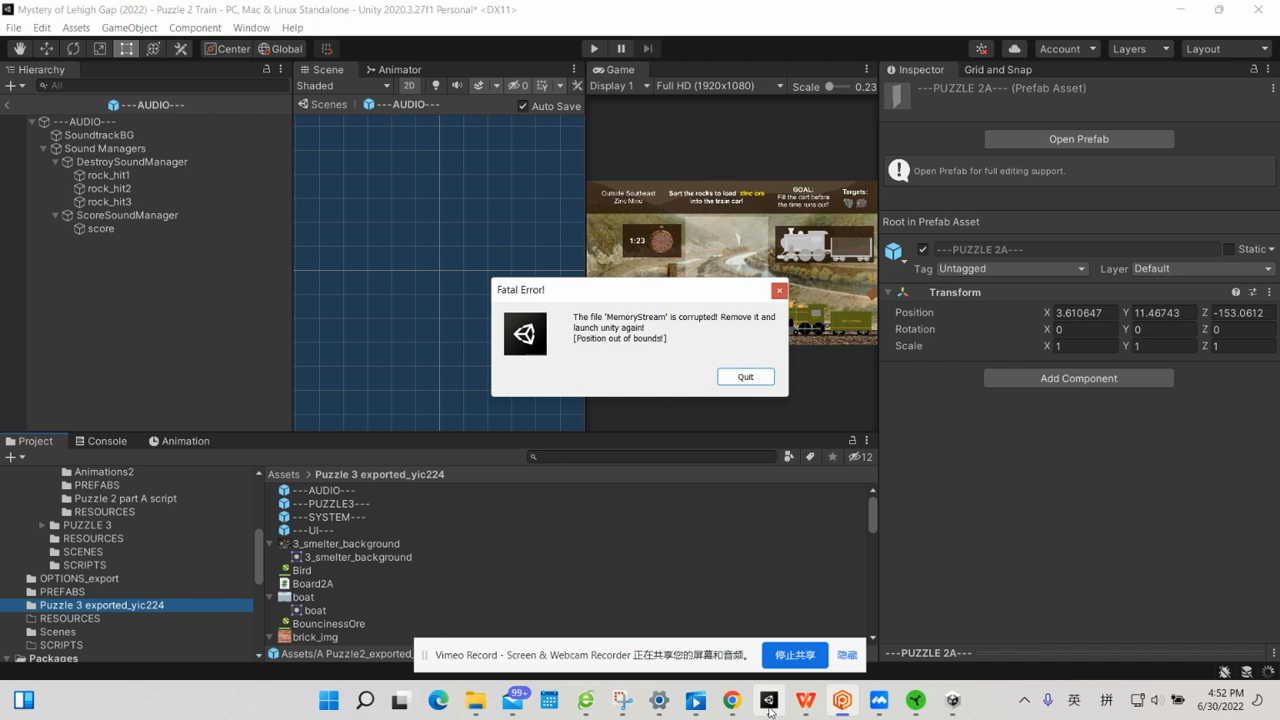 Mystery of Lehigh Gap (2022) - Puzzle 2 Train - PC, Mac & Linux Standalone - Unity 2020.3.27f1 Personal* <DX11>
File Edit Assets GameObject Component Window Help
Center Global Account Layers Layout
Hierarchy
All
---AUDIO---
---AUDIO---
SoundtrackBG
Sound Managers
DestroySoundManager
rock_hit1
rock_hit2
rock_hit3
ScoreSoundManager
score
Scene Animator
Shaded 2D 0
Scenes ---AUDIO--- Auto Save
Game
Display 1 Full HD (1920x1080) Scale 0.23
Outside Southeast
Zinc Mine
Sort the rocks to load zinc ore
into the train car!
GOAL:
Fill the cart before
the time runs out!
Targets:
1:23
Fatal Error!
The file 'MemoryStream' is corrupted! Remove it and
launch unity again!
[Position out of bounds!]
Quit
Inspector Grid and Snap
---PUZZLE 2A--- (Prefab Asset)
Open Prefab
Open Prefab for full editing support.
Root in Prefab Asset
---PUZZLE 2A--- Static
Tag Untagged Layer Default
Transform
Position X 3.610647 Y 11.46743 Z -153.0612
Rotation X 0 Y 0 Z 0
Scale X 1 Y 1 Z 1
Add Component
---PUZZLE 2A---
Project Console Animation
12
Animations2
PREFABS
Puzzle 2 part A script
RESOURCES
PUZZLE 3
RESOURCES
SCENES
SCRIPTS
OPTIONS_export
PREFABS
Puzzle 3 exported_yic224
RESOURCES
Scenes
SCRIPTS
Packages
Assets > Puzzle 3 exported_yic224
---AUDIO---
---PUZZLE3---
---SYSTEM---
---UI---
3_smelter_background
3_smelter_background
Bird
Board2A
boat
boat
BouncinessOre
brick_img
Assets/A Puzzle2_exported_
Vimeo Record - Screen & Webcam Recorder 正在共享您的屏幕和音频。 停止共享 隐藏
99+
英 拼
4:52 PM
6/30/2022